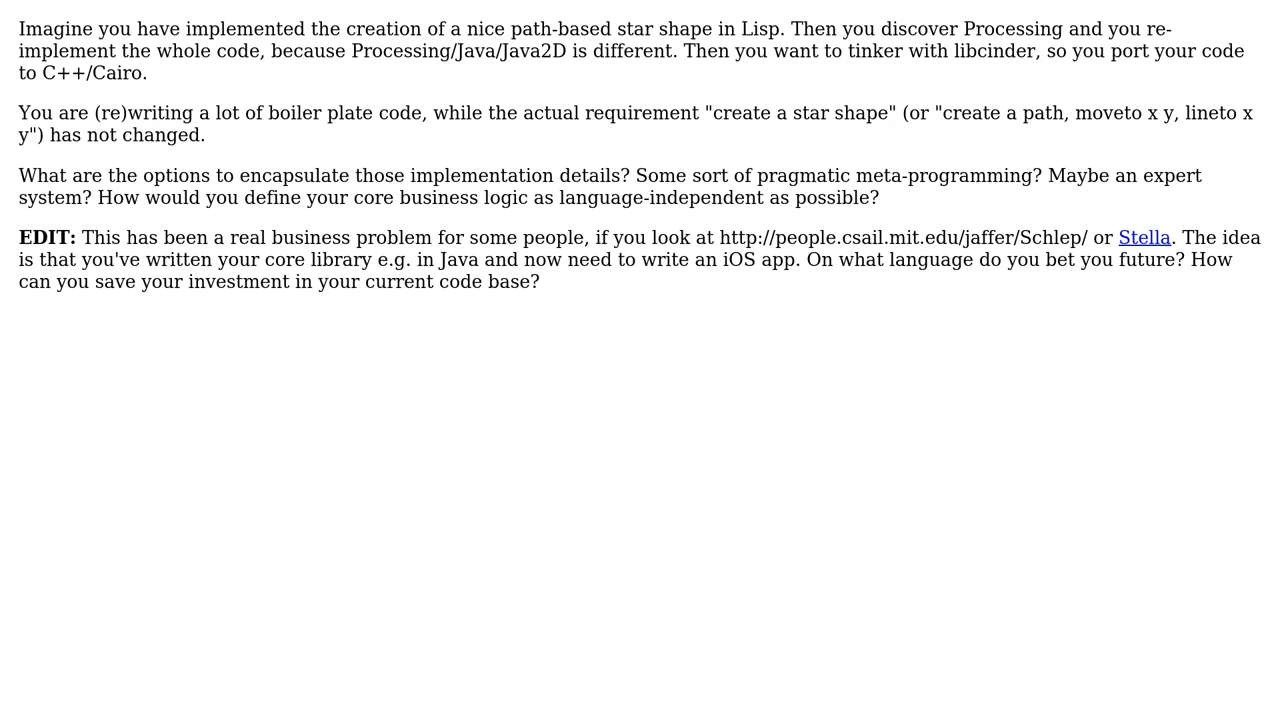 Imagine you have implemented the creation of a nice path-based star shape in Lisp. Then you discover Processing and you re-
implement the whole code, because Processing/Java/Java2D is different. Then you want to tinker with libcinder, so you port your code
to C++/Cairo.
You are (re)writing a lot of boiler plate code, while the actual requirement "create a star shape" (or "create a path, moveto x y, lineto x
y") has not changed.
What are the options to encapsulate those implementation details? Some sort of pragmatic meta-programming? Maybe an expert
system? How would you define your core business logic as language-independent as possible?
EDIT: This has been a real business problem for some people, if you look at http://people.csail.mit.edu/jaffer/Schlep/ or Stella. The idea
is that you've written your core library e.g. in Java and now need to write an iOS app. On what language do you bet you future? How
can you save your investment in your current code base?